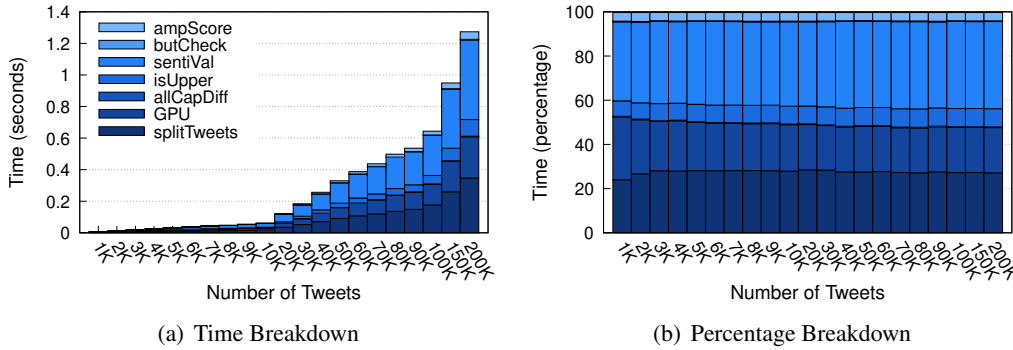 1.4
1.2
1
0.8
0.6
0.4
0.2
0
Time (seconds)
ampScore
butCheck
sentiVal
isUpper
allCapDiff
GPU
splitTweets
1K 2K 3K 4K 5K 6K 7K 8K 9K 10K 20K 30K 40K 50K 60K 70K 80K 90K 100K 150K 200K
Number of Tweets
(a) Time Breakdown
100
80
60
40
20
0
Time (percentage)
1K 2K 3K 4K 5K 6K 7K 8K 9K 10K 20K 30K 40K 50K 60K 70K 80K 90K 100K 150K 200K
Number of Tweets
(b) Percentage Breakdown